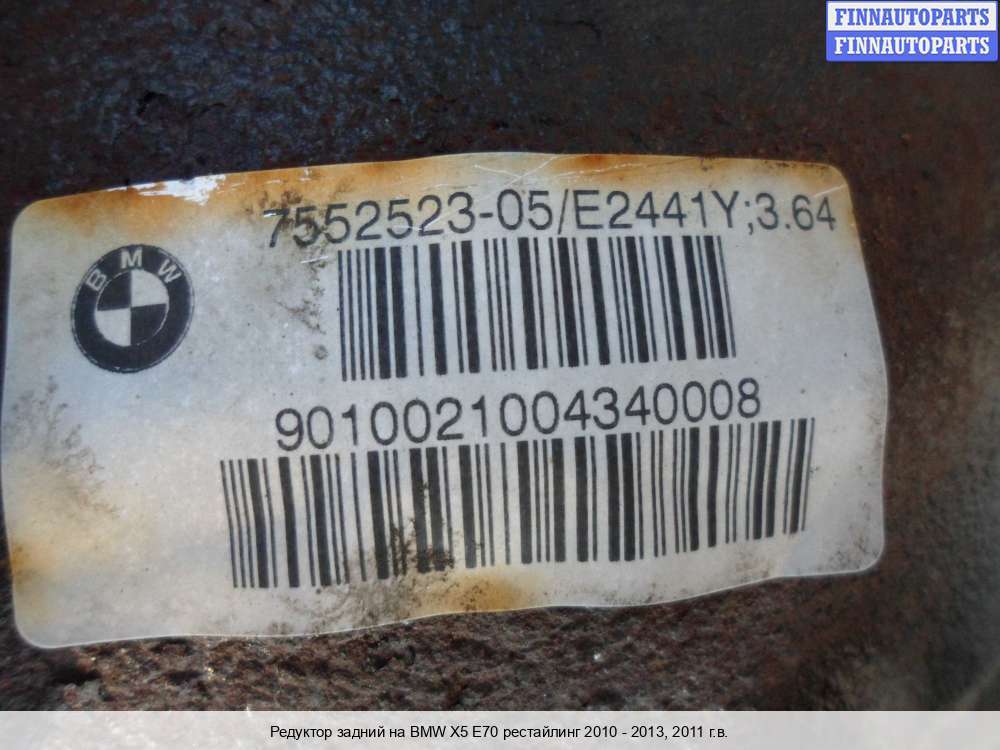 FINNAUTOPARTS
FINNAUTOPARTS
7552523-05/E2441Y;3.64
BMW
9010021004340008
Редуктор задний на BMW X5 E70 рестайлинг 2010 - 2013, 2011 г.в.